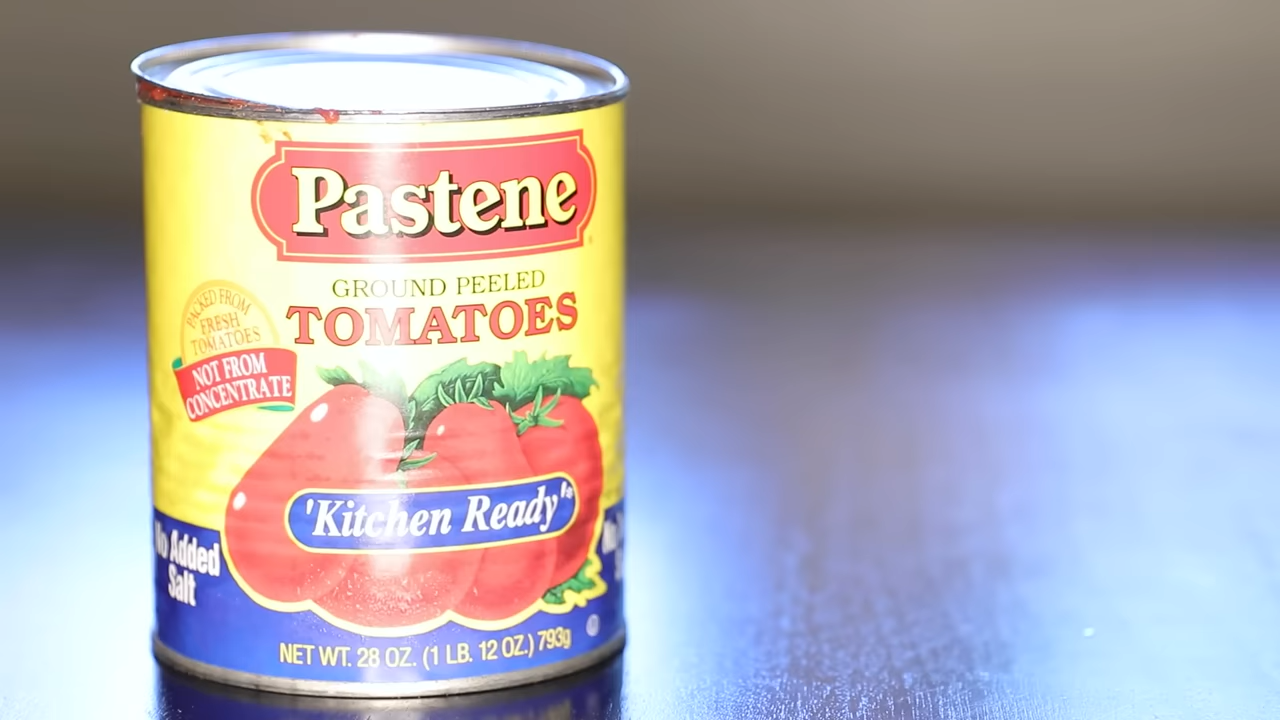 Pastene
GROUND PEELED
TOMATOES
PACKED FROM
FRESH
TOMATOES
NOT FROM
CONCENTRATE
'Kitchen Ready'®
No Added
Salt
No
NET WT. 28 OZ. (1 LB. 12 OZ.) 793g